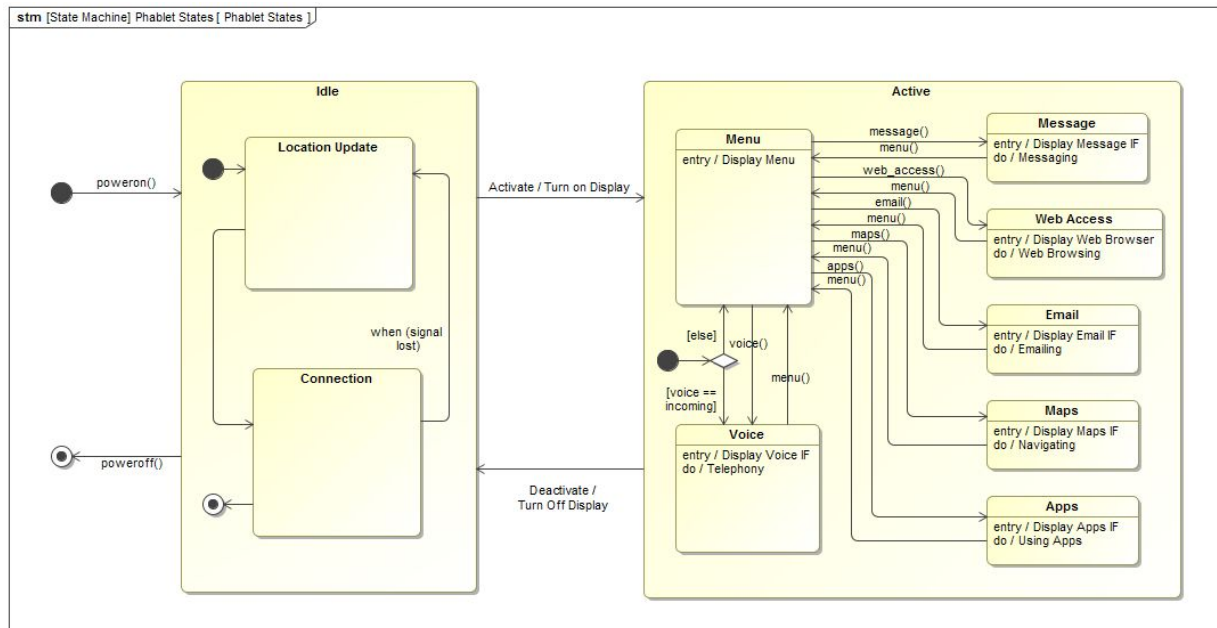 stm [State Machine] Phablet States [ Phablet States ]
Idle
Active
Location Update
poweron()
Activate / Turn on Display
when (signal
lost)
Connection
poweroff()
Deactivate /
Turn Off Display
Menu
entry / Display Menu
message()
menu()
web_access()
menu()
email()
menu()
maps()
menu()
apps()
menu()
[else]
voice()
menu()
[voice ==
incoming]
Voice
entry / Display Voice IF
do / Telephony
Message
entry / Display Message IF
do / Messaging
Web Access
entry / Display Web Browser
do / Web Browsing
Email
entry / Display Email IF
do / Emailing
Maps
entry / Display Maps IF
do / Navigating
Apps
entry / Display Apps IF
do / Using Apps